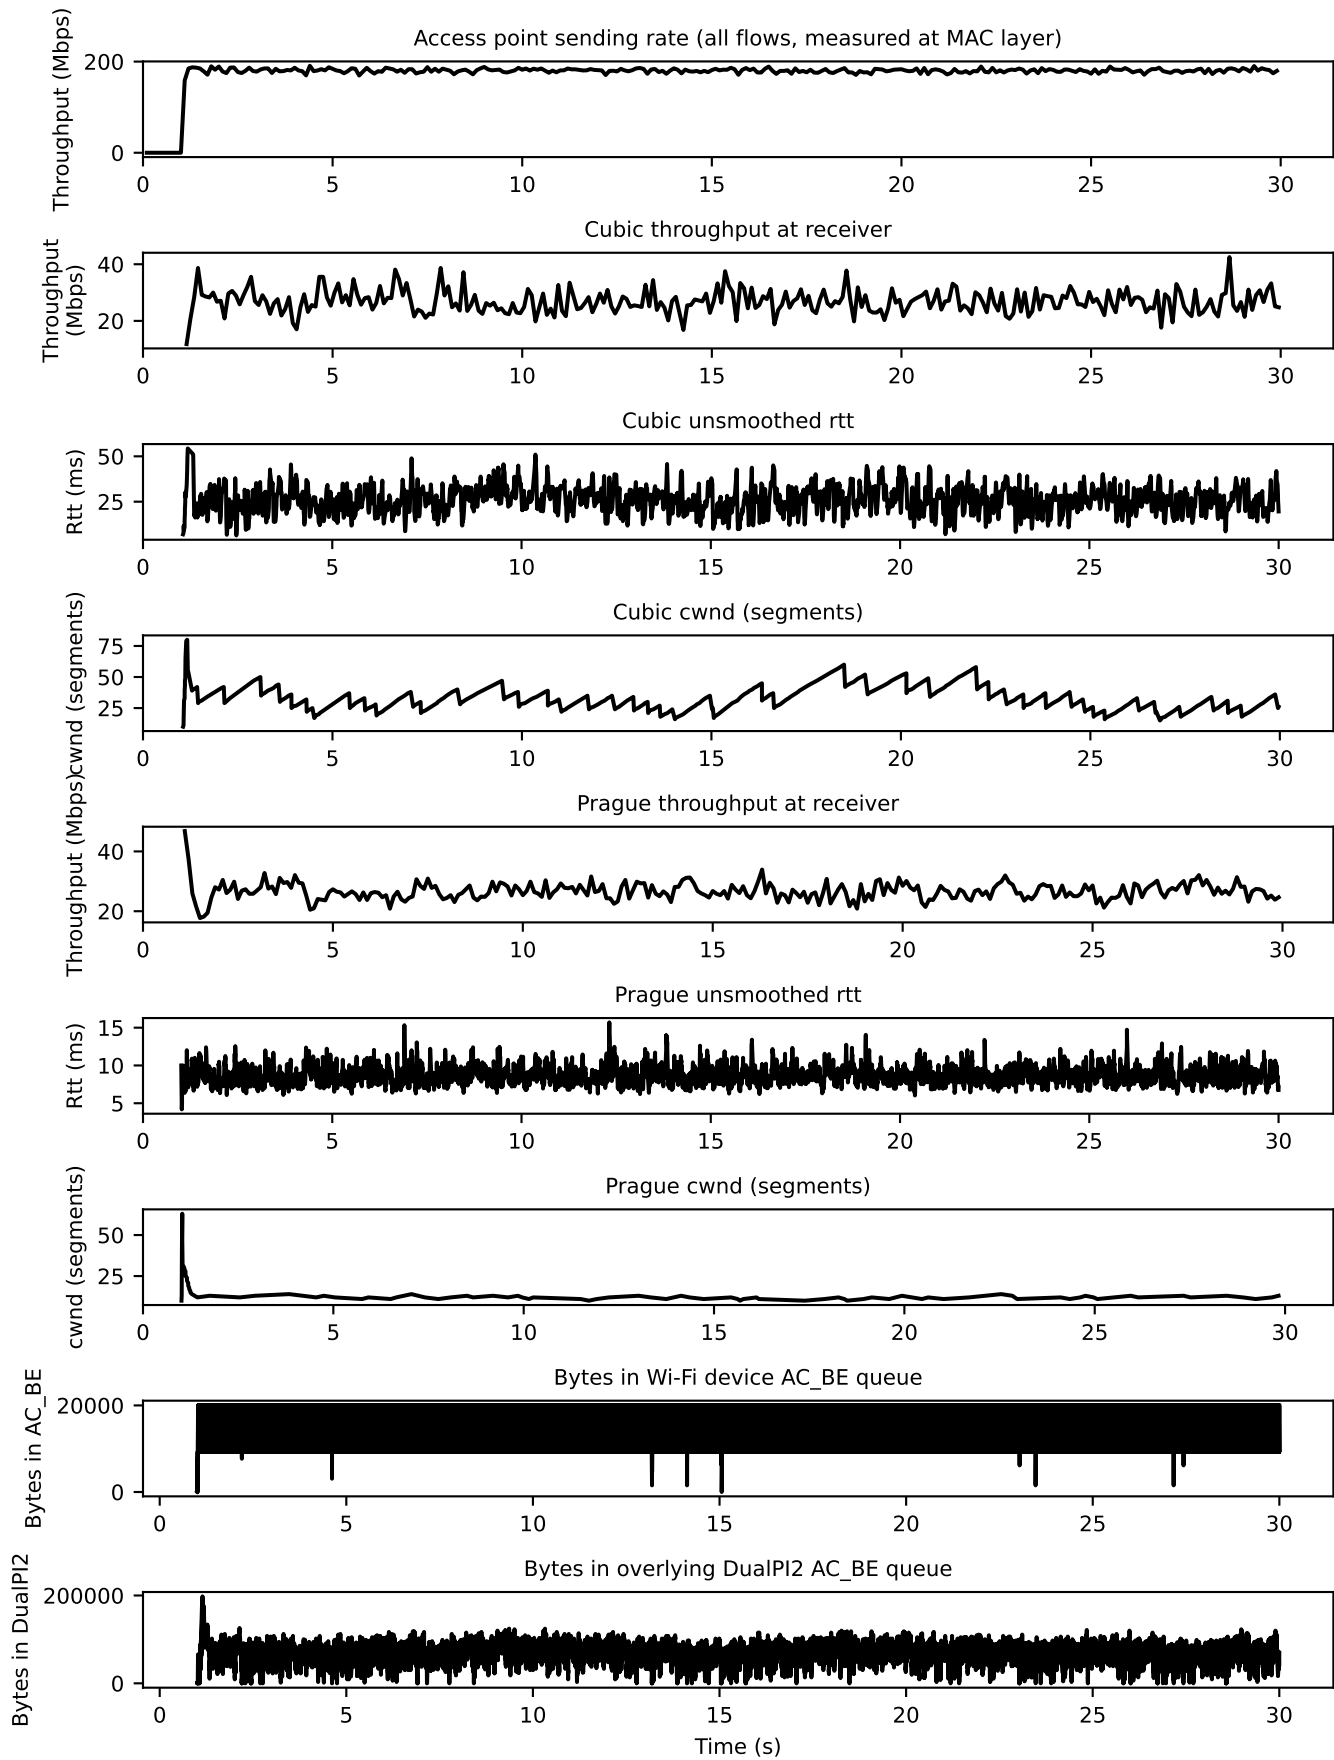 Access point sending rate (all flows, measured at MAC layer)
Throughput (Mbps)
200
0
0 5 10 15 20 25 30
Cubic throughput at receiver
Throughput
(Mbps)
40
20
0 5 10 15 20 25 30
Cubic unsmoothed rtt
Rtt (ms)
50
25
0 5 10 15 20 25 30
Cubic cwnd (segments)
cwnd (segments)
75
50
25
0 5 10 15 20 25 30
Prague throughput at receiver
Throughput (Mbps)
40
20
0 5 10 15 20 25 30
Prague unsmoothed rtt
Rtt (ms)
15
10
5
0 5 10 15 20 25 30
Prague cwnd (segments)
cwnd (segments)
50
25
0 5 10 15 20 25 30
Bytes in Wi-Fi device AC_BE queue
Bytes in AC_BE
20000
0
0 5 10 15 20 25 30
Bytes in overlying DualPI2 AC_BE queue
Bytes in DualPI2
200000
0
0 5 10 15 20 25 30
Time (s)